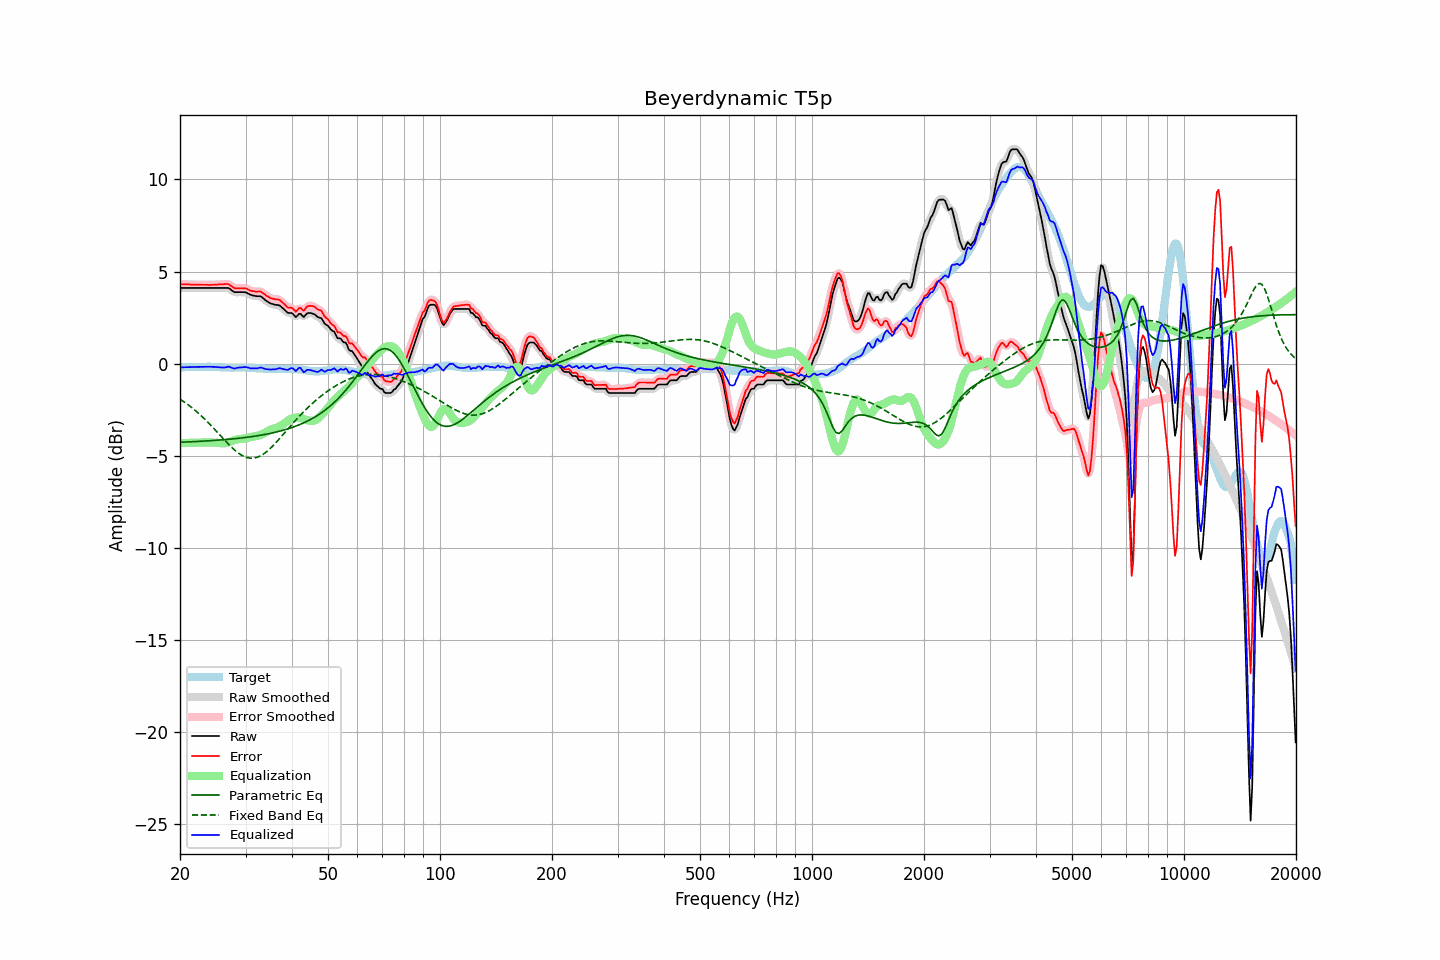 Beyerdynamic T5p
Amplitude (dBr)
10
5
0
−5
−10
−15
−20
−25
Target
Raw Smoothed
Error Smoothed
Raw
Error
Equalization
Parametric Eq
Fixed Band Eq
Equalized
20 50 100 200 500 1000 2000 5000 10000 20000
Frequency (Hz)